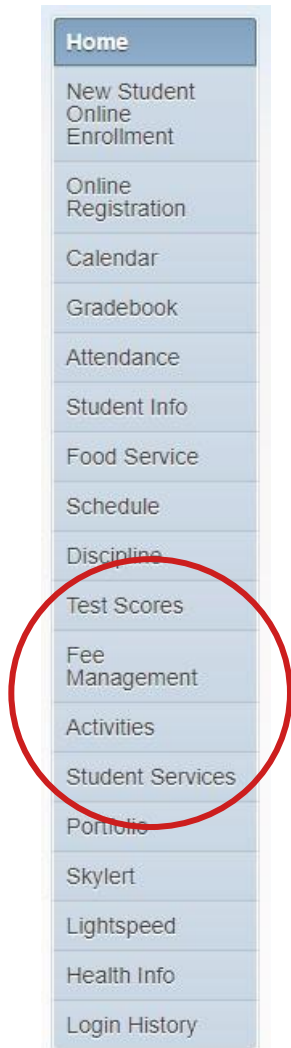 Home
New Student
Online
Enrollment
Online
Registration
Calendar
Gradebook
Attendance
Student Info
Food Service
Schedule
Discipline
Test Scores
Fee
Management
Activities
Student Services
Portfolio
Skylert
Lightspeed
Health Info
Login History